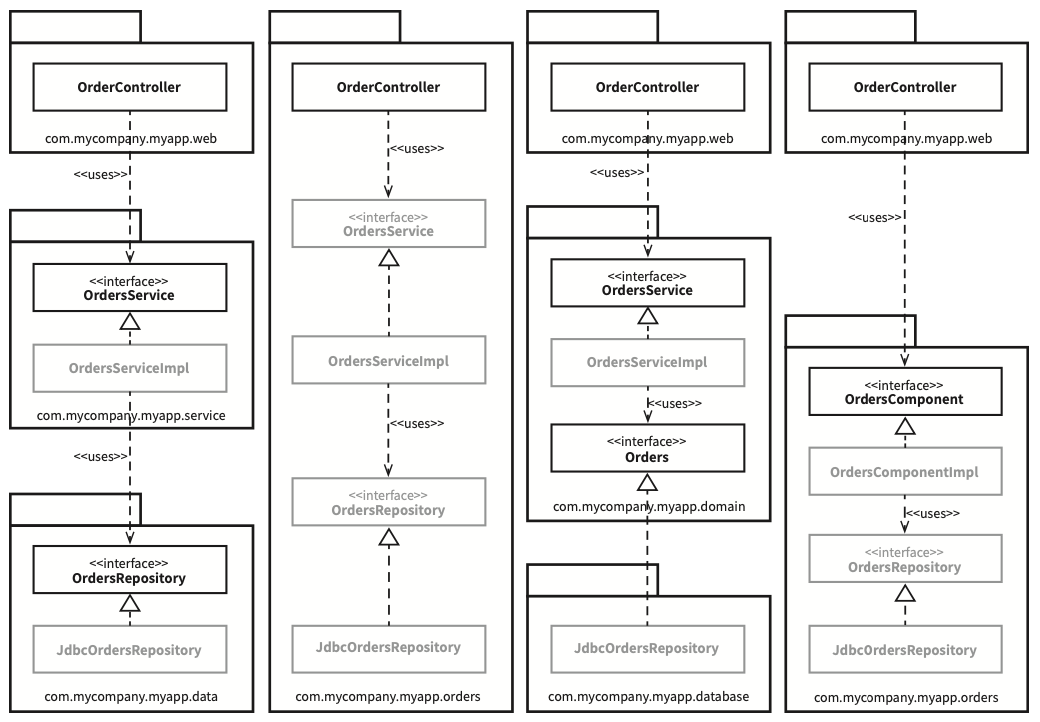 OrderController
com.mycompany.myapp.web
<<uses>>
<<interface>>
OrdersService
OrdersServiceImpl
com.mycompany.myapp.service
<<uses>>
<<interface>>
OrdersRepository
JdbcOrdersRepository
com.mycompany.myapp.data
OrderController
<<uses>>
<<interface>>
OrdersService
OrdersServiceImpl
<<uses>>
<<interface>>
OrdersRepository
JdbcOrdersRepository
com.mycompany.myapp.orders
OrderController
com.mycompany.myapp.web
<<uses>>
<<interface>>
OrdersService
OrdersServiceImpl
<<uses>>
<<interface>>
Orders
com.mycompany.myapp.domain
JdbcOrdersRepository
com.mycompany.myapp.database
OrderController
com.mycompany.myapp.web
<<uses>>
<<interface>>
OrdersComponent
OrdersComponentImpl
<<uses>>
<<interface>>
OrdersRepository
JdbcOrdersRepository
com.mycompany.myapp.orders